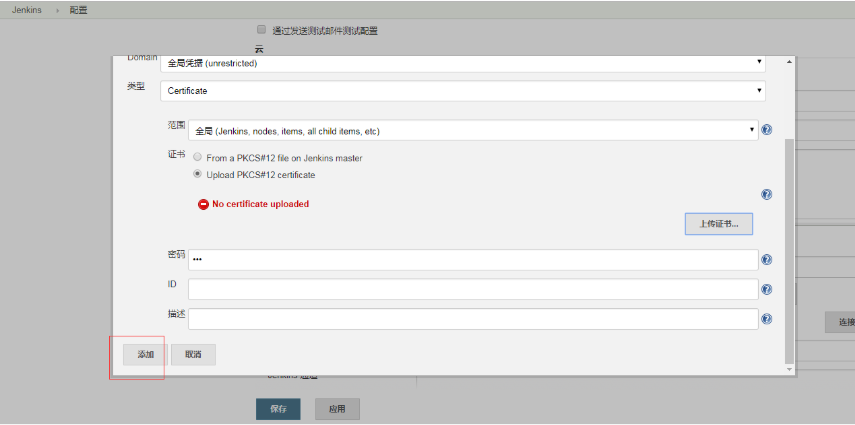 Jenkins › 配置
通过发送测试邮件测试配置
云
Domain 全局凭据 (unrestricted)
类型 Certificate
范围 全局 (Jenkins, nodes, items, all child items, etc)
证书 From a PKCS#12 file on Jenkins master
Upload PKCS#12 certificate
No certificate uploaded
上传证书...
密码 •••
ID
描述
连接
添加 取消
Jenkins 通道
保存 应用